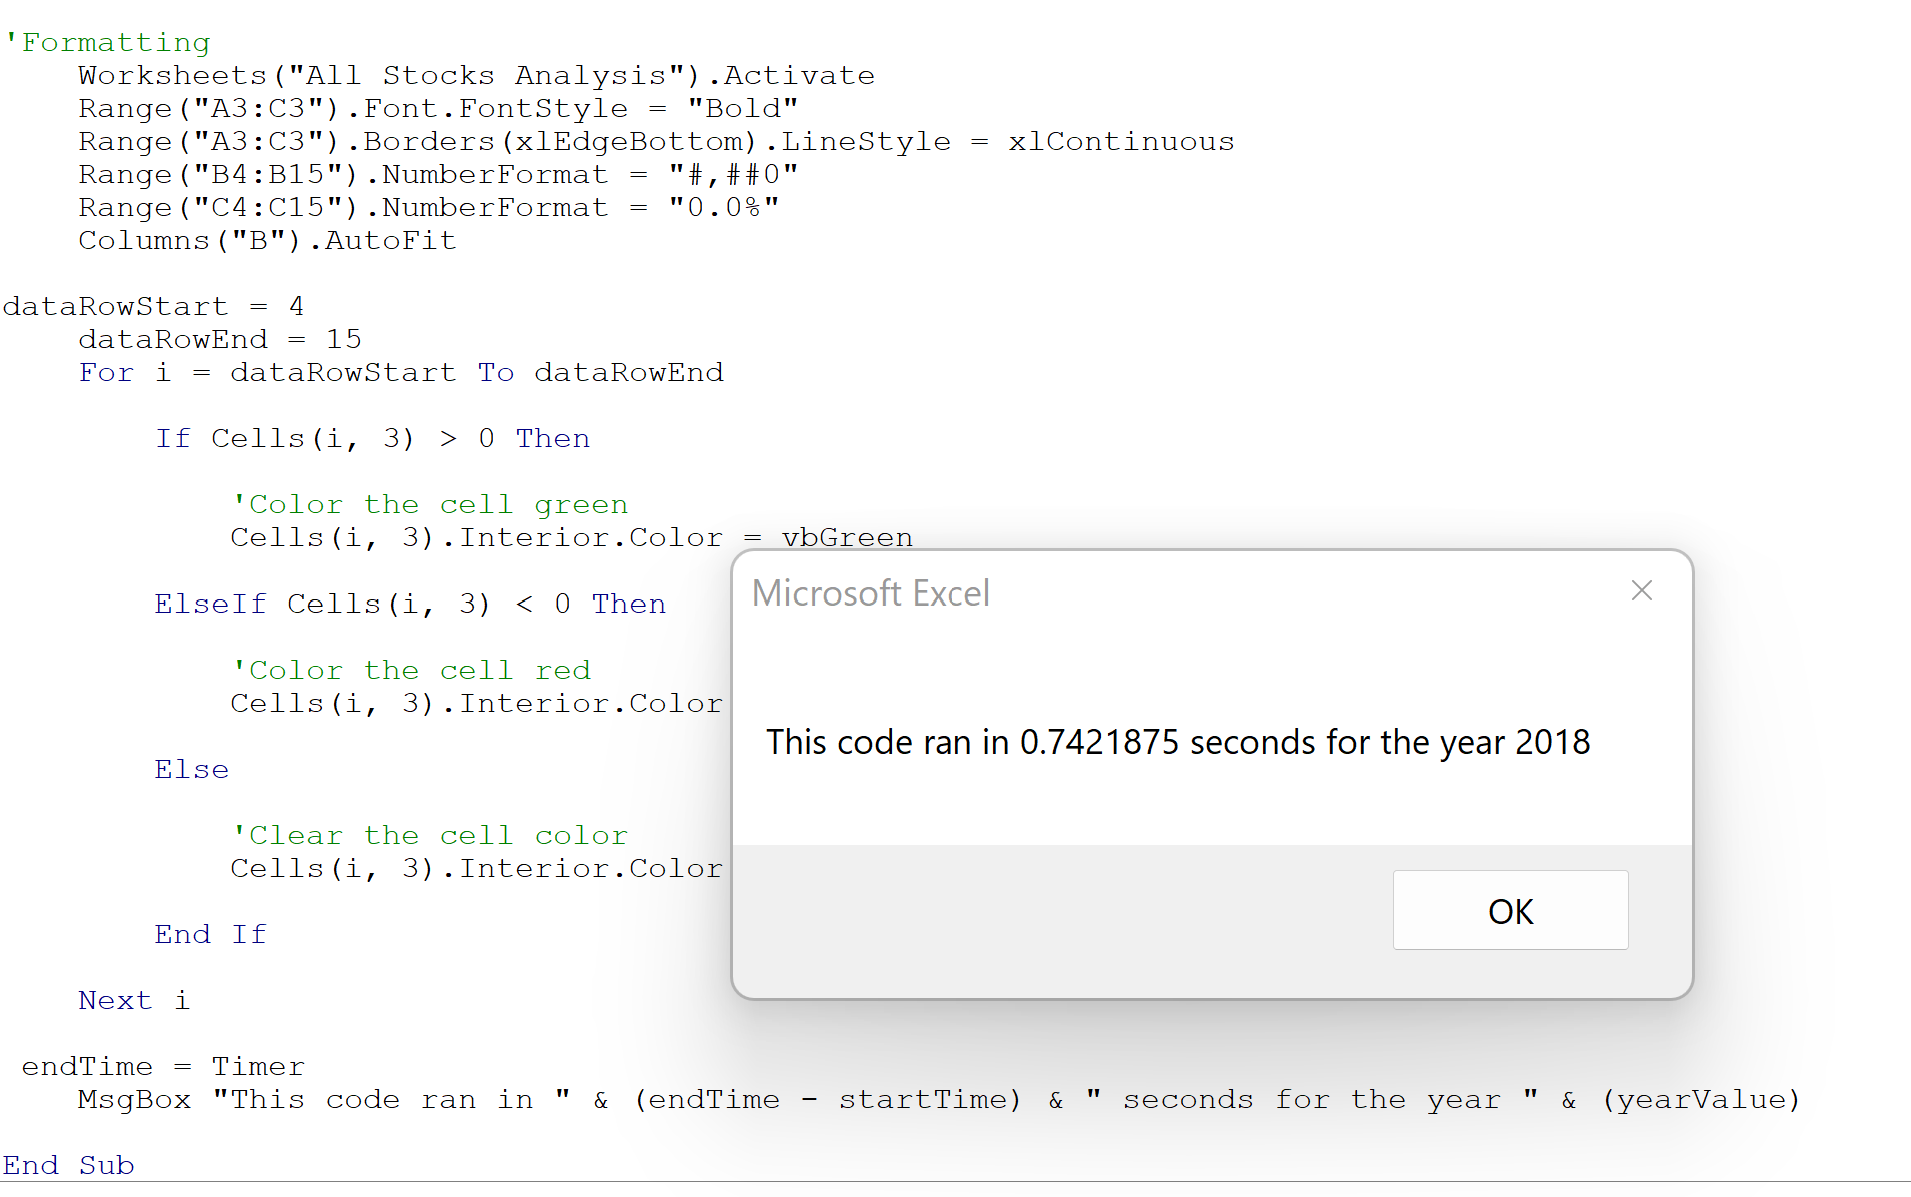 'Formatting
Worksheets("All Stocks Analysis").Activate
Range("A3:C3").Font.FontStyle = "Bold"
Range("A3:C3").Borders(xlEdgeBottom).LineStyle = xlContinuous
Range("B4:B15").NumberFormat = "#,##0"
Range("C4:C15").NumberFormat = "0.0%"
Columns("B").AutoFit
dataRowStart = 4
dataRowEnd = 15
For i = dataRowStart To dataRowEnd
If Cells(i, 3) > 0 Then
'Color the cell green
Cells(i, 3).Interior.Color = vbGreen
ElseIf Cells(i, 3) < 0 Then
'Color the cell red
Cells(i, 3).Interior.Color
Else
'Clear the cell color
Cells(i, 3).Interior.Color
End If
Next i
endTime = Timer
MsgBox "This code ran in " & (endTime - startTime) & " seconds for the year " & (yearValue)
End Sub
Microsoft Excel
This code ran in 0.7421875 seconds for the year 2018
OK